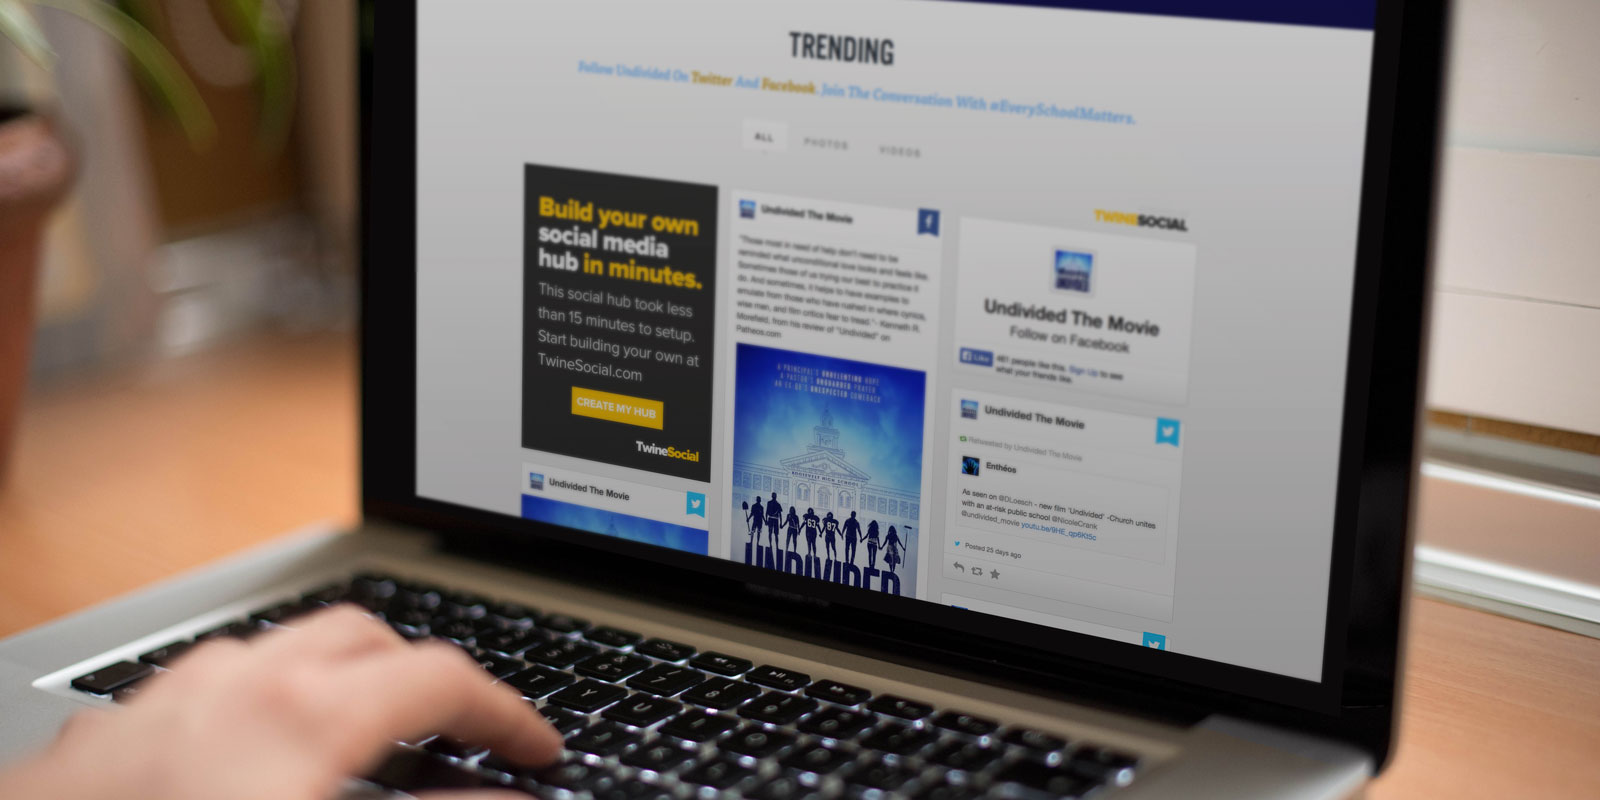 TRENDING
Follow Undivided On Twitter And Facebook. Join The Conversation With #EverySchoolMatters.
ALL PHOTOS VIDEOS
Build your own
social media
hub in minutes.
This social hub took less
than 15 minutes to setup.
Start building your own at
TwineSocial.com
CREATE MY HUB
TwineSocial
Undivided The Movie
Undivided The Movie
"Those most in need of help don't need to be
reminded what unconditional love looks and feels like.
Sometimes those of us trying our best to practice it
do. And sometimes, it helps to have examples to
emulate from those who have rushed in where cynics,
wise men, and film critics fear to tread."- Kenneth R.
Morefield, from his review of "Undivided" on
Patheos.com
A PRINCIPAL'S UNRELENTING HOPE
A PASTOR'S UNGUARDED PRAYER
AN EX-QB'S UNEXPECTED COMEBACK
ROOSEVELT HIGH SCHOOL
63 87
UNDIVIDED
TWINESOCIAL
Undivided The Movie
Follow on Facebook
Like 461 people like this. Sign Up to see
what your friends like.
Undivided The Movie
Retweeted by Undivided The Movie
Enthéos
As seen on @DLoesch - new film 'Undivided' -Church unites
with an at-risk public school @NicoleCrank
@undivided_movie youtu.be/9HE_qp6Kt5c
Posted 25 days ago
5 6 7 8
T Y U